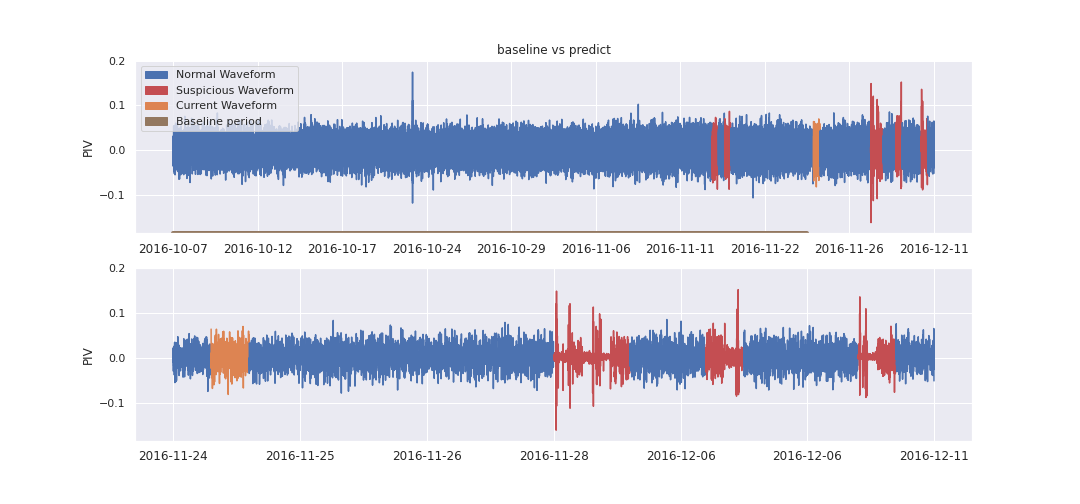 baseline vs predict
0.2
Normal Waveform
Suspicious Waveform
0.1
Current Waveform
Baseline period
PIV
0.0
−0.1
2016-10-07 2016-10-12 2016-10-17 2016-10-24 2016-10-29 2016-11-06 2016-11-11 2016-11-22 2016-11-26 2016-12-11
0.2
0.1
PIV
0.0
−0.1
2016-11-24 2016-11-25 2016-11-26 2016-11-28 2016-12-06 2016-12-06 2016-12-11